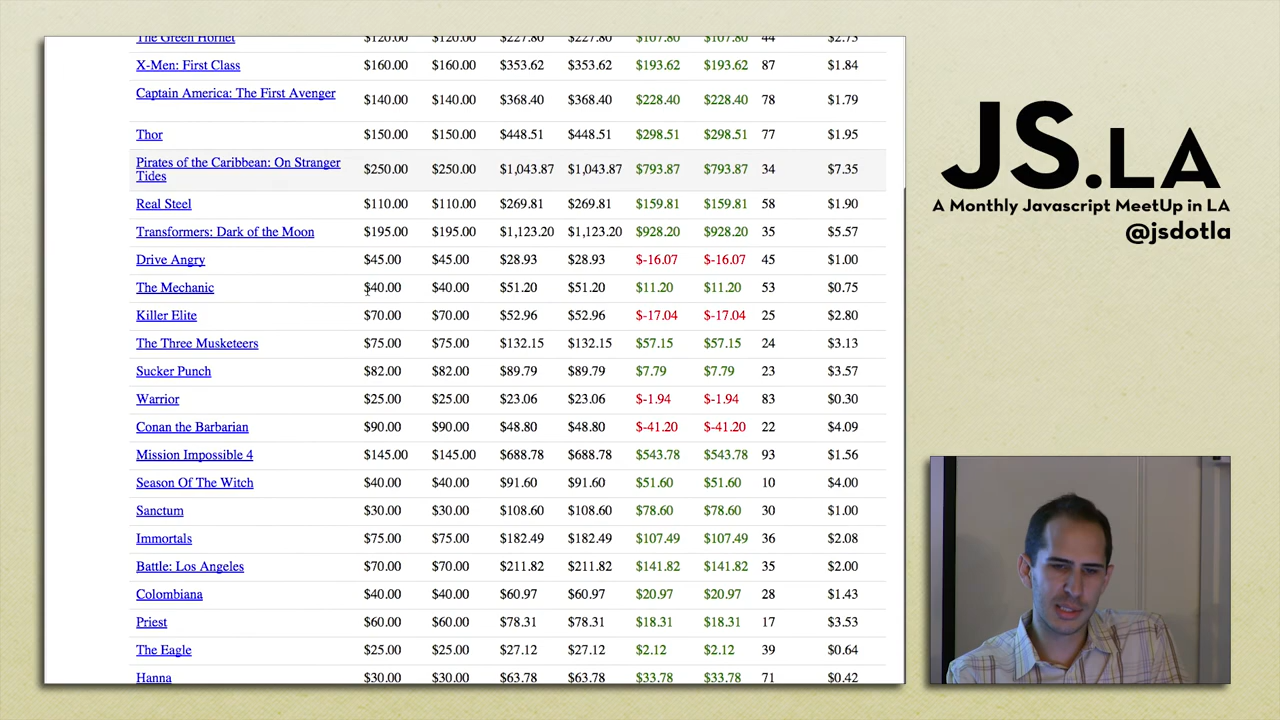 The Green Hornet $120.00 $120.00 $227.80 $227.80 $107.80 $107.80 44 $2.73
X-Men: First Class $160.00 $160.00 $353.62 $353.62 $193.62 $193.62 87 $1.84
Captain America: The First Avenger $140.00 $140.00 $368.40 $368.40 $228.40 $228.40 78 $1.79
Thor $150.00 $150.00 $448.51 $448.51 $298.51 $298.51 77 $1.95
Pirates of the Caribbean: On Stranger
Tides $250.00 $250.00 $1,043.87 $1,043.87 $793.87 $793.87 34 $7.35
Real Steel $110.00 $110.00 $269.81 $269.81 $159.81 $159.81 58 $1.90
Transformers: Dark of the Moon $195.00 $195.00 $1,123.20 $1,123.20 $928.20 $928.20 35 $5.57
Drive Angry $45.00 $45.00 $28.93 $28.93 $-16.07 $-16.07 45 $1.00
The Mechanic $40.00 $40.00 $51.20 $51.20 $11.20 $11.20 53 $0.75
Killer Elite $70.00 $70.00 $52.96 $52.96 $-17.04 $-17.04 25 $2.80
The Three Musketeers $75.00 $75.00 $132.15 $132.15 $57.15 $57.15 24 $3.13
Sucker Punch $82.00 $82.00 $89.79 $89.79 $7.79 $7.79 23 $3.57
Warrior $25.00 $25.00 $23.06 $23.06 $-1.94 $-1.94 83 $0.30
Conan the Barbarian $90.00 $90.00 $48.80 $48.80 $-41.20 $-41.20 22 $4.09
Mission Impossible 4 $145.00 $145.00 $688.78 $688.78 $543.78 $543.78 93 $1.56
Season Of The Witch $40.00 $40.00 $91.60 $91.60 $51.60 $51.60 10 $4.00
Sanctum $30.00 $30.00 $108.60 $108.60 $78.60 $78.60 30 $1.00
Immortals $75.00 $75.00 $182.49 $182.49 $107.49 $107.49 36 $2.08
Battle: Los Angeles $70.00 $70.00 $211.82 $211.82 $141.82 $141.82 35 $2.00
Colombiana $40.00 $40.00 $60.97 $60.97 $20.97 $20.97 28 $1.43
Priest $60.00 $60.00 $78.31 $78.31 $18.31 $18.31 17 $3.53
The Eagle $25.00 $25.00 $27.12 $27.12 $2.12 $2.12 39 $0.64
Hanna $30.00 $30.00 $63.78 $63.78 $33.78 $33.78 71 $0.42
JS.LA
A Monthly Javascript MeetUp in LA
@jsdotla